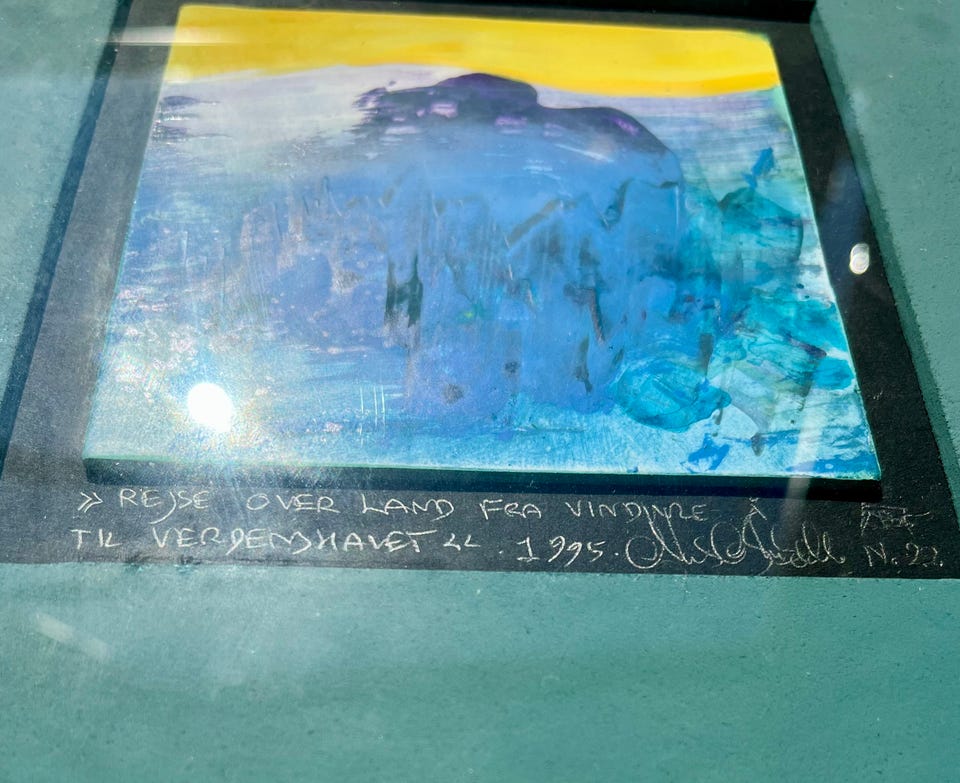 » REJSE OVER LAND FRA VINDINGE Å
TIL VERDENSHAVET «. 1995. N. 22